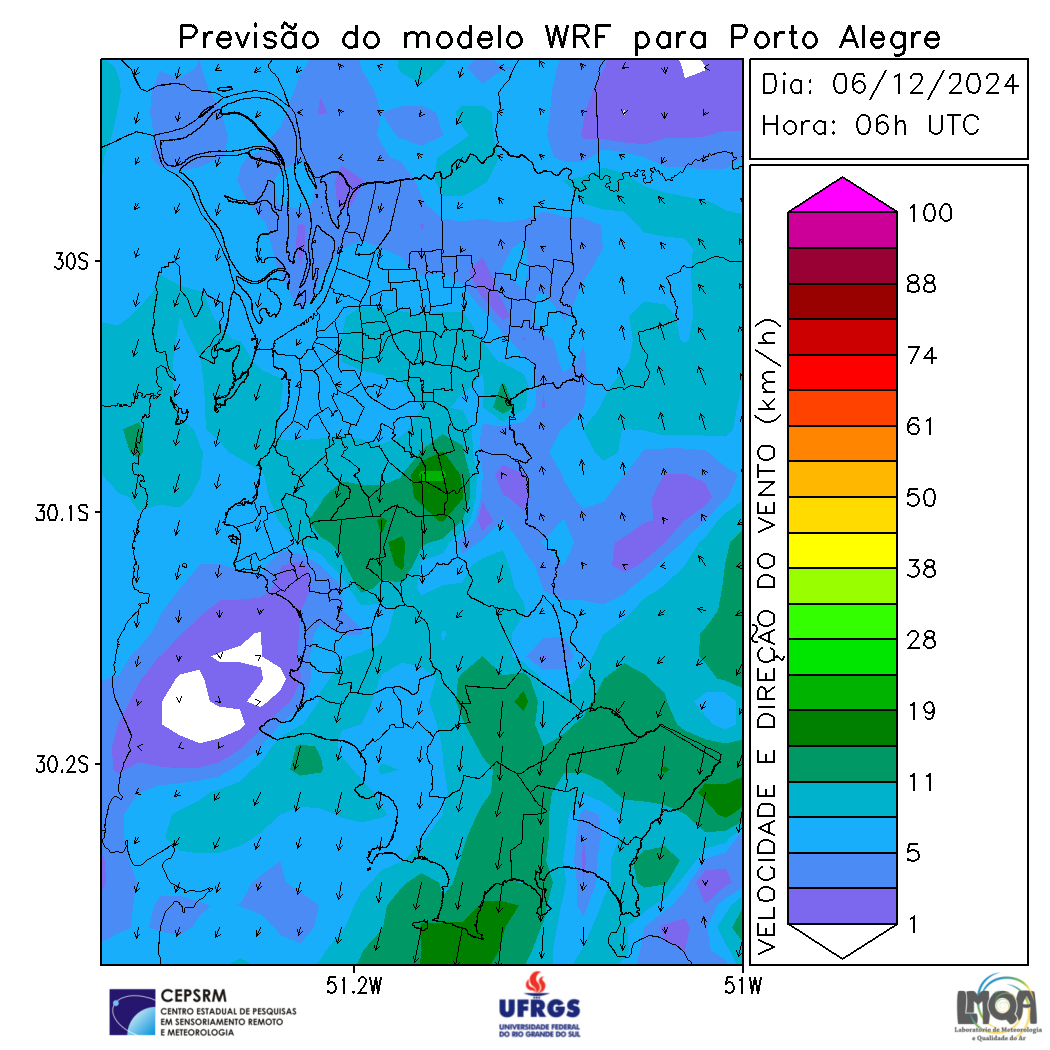 Previsão do modelo WRF para Porto Alegre
Dia: 06/12/2024
Hora: 06h UTC
30S
30.1S
30.2S
51.2W
51W
VELOCIDADE E DIREÇÃO DO VENTO (km/h)
100
88
74
61
50
38
28
19
11
5
1
CEPSRM
CENTRO ESTADUAL DE PESQUISAS
EM SENSORIAMENTO REMOTO
E METEOROLOGIA
UFRGS
UNIVERSIDADE FEDERAL
DO RIO GRANDE DO SUL
LMQA
Laboratório de Meteorologia
e Qualidade do Ar